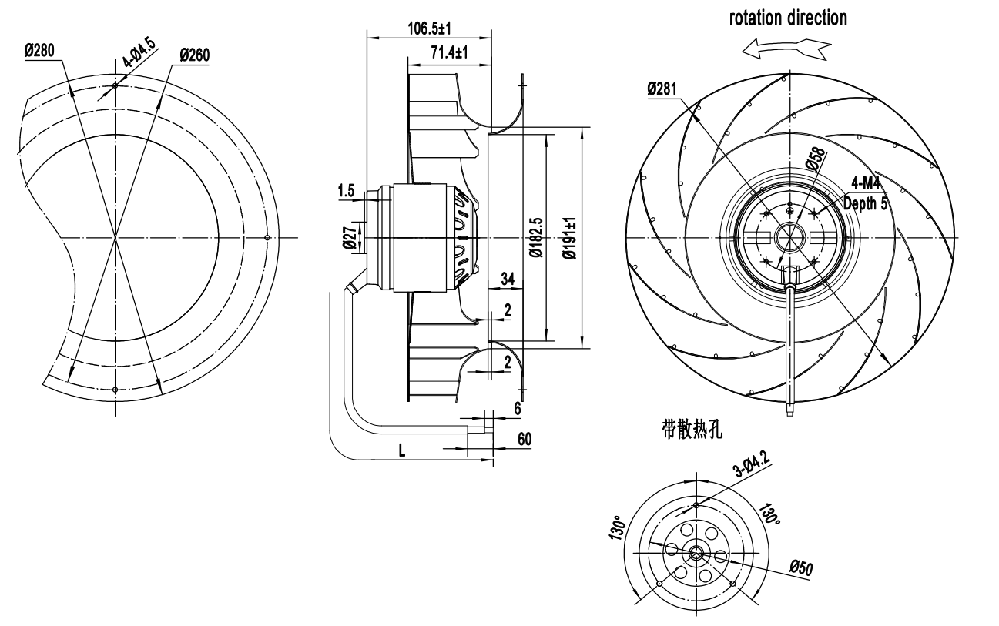 rotation direction
106.5±1
71.4±1
Ø280
4-Ø4.5
Ø260
Ø281
Ø58
4-M4
Depth 5
1.5
Ø27
Ø182.5
Ø191±1
34
2
2
6
60
L
带散热孔
3-Ø4.2
130°
130°
Ø50